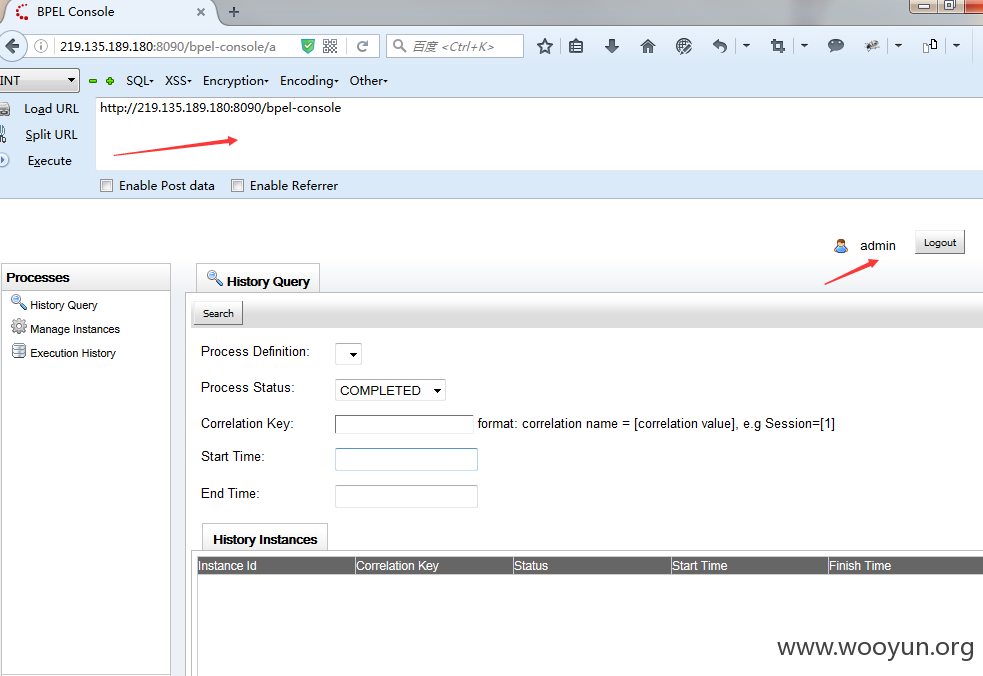 BPEL Console
219.135.189.180:8090/bpel-console/a
百度 <Ctrl+K>
INT
SQL
XSS
Encryption
Encoding
Other
Load URL
http://219.135.189.180:8090/bpel-console
Split URL
Execute
Enable Post data
Enable Referrer
admin
Logout
Processes
History Query
Manage Instances
Execution History
History Query
Search
Process Definition:
Process Status:
COMPLETED
Correlation Key:
format: correlation name = [correlation value], e.g Session=[1]
Start Time:
End Time:
History Instances
Instance Id
Correlation Key
Status
Start Time
Finish Time
www.wooyun.org